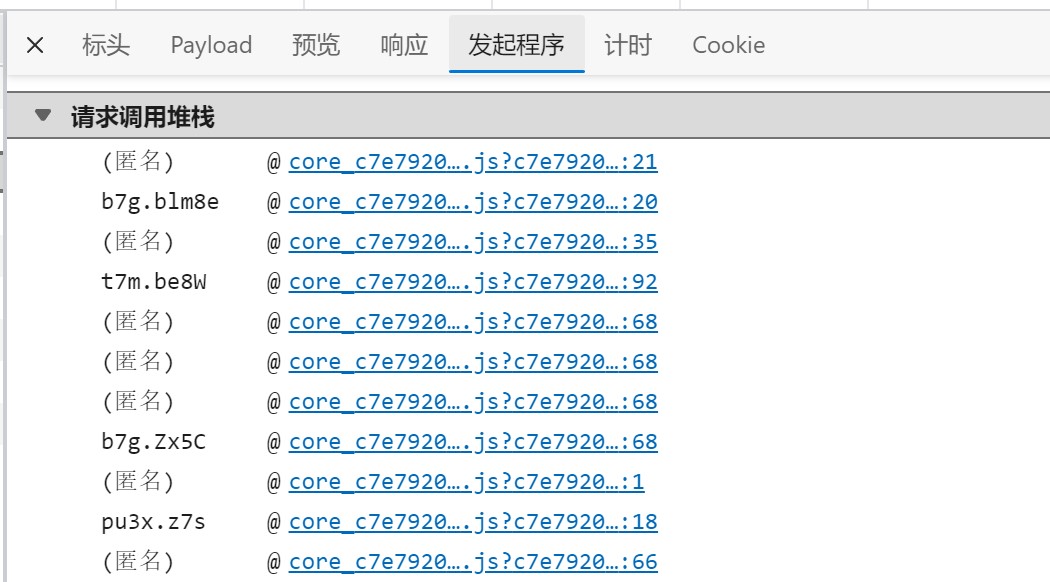 标头 Payload 预览 响应 发起程序 计时 Cookie
请求调用堆栈
(匿名) @ core_c7e7920….js?c7e7920…:21
b7g.blm8e @ core_c7e7920….js?c7e7920…:20
(匿名) @ core_c7e7920….js?c7e7920…:35
t7m.be8W @ core_c7e7920….js?c7e7920…:92
(匿名) @ core_c7e7920….js?c7e7920…:68
(匿名) @ core_c7e7920….js?c7e7920…:68
(匿名) @ core_c7e7920….js?c7e7920…:68
b7g.Zx5C @ core_c7e7920….js?c7e7920…:68
(匿名) @ core_c7e7920….js?c7e7920…:1
pu3x.z7s @ core_c7e7920….js?c7e7920…:18
(匿名) @ core_c7e7920….js?c7e7920…:66